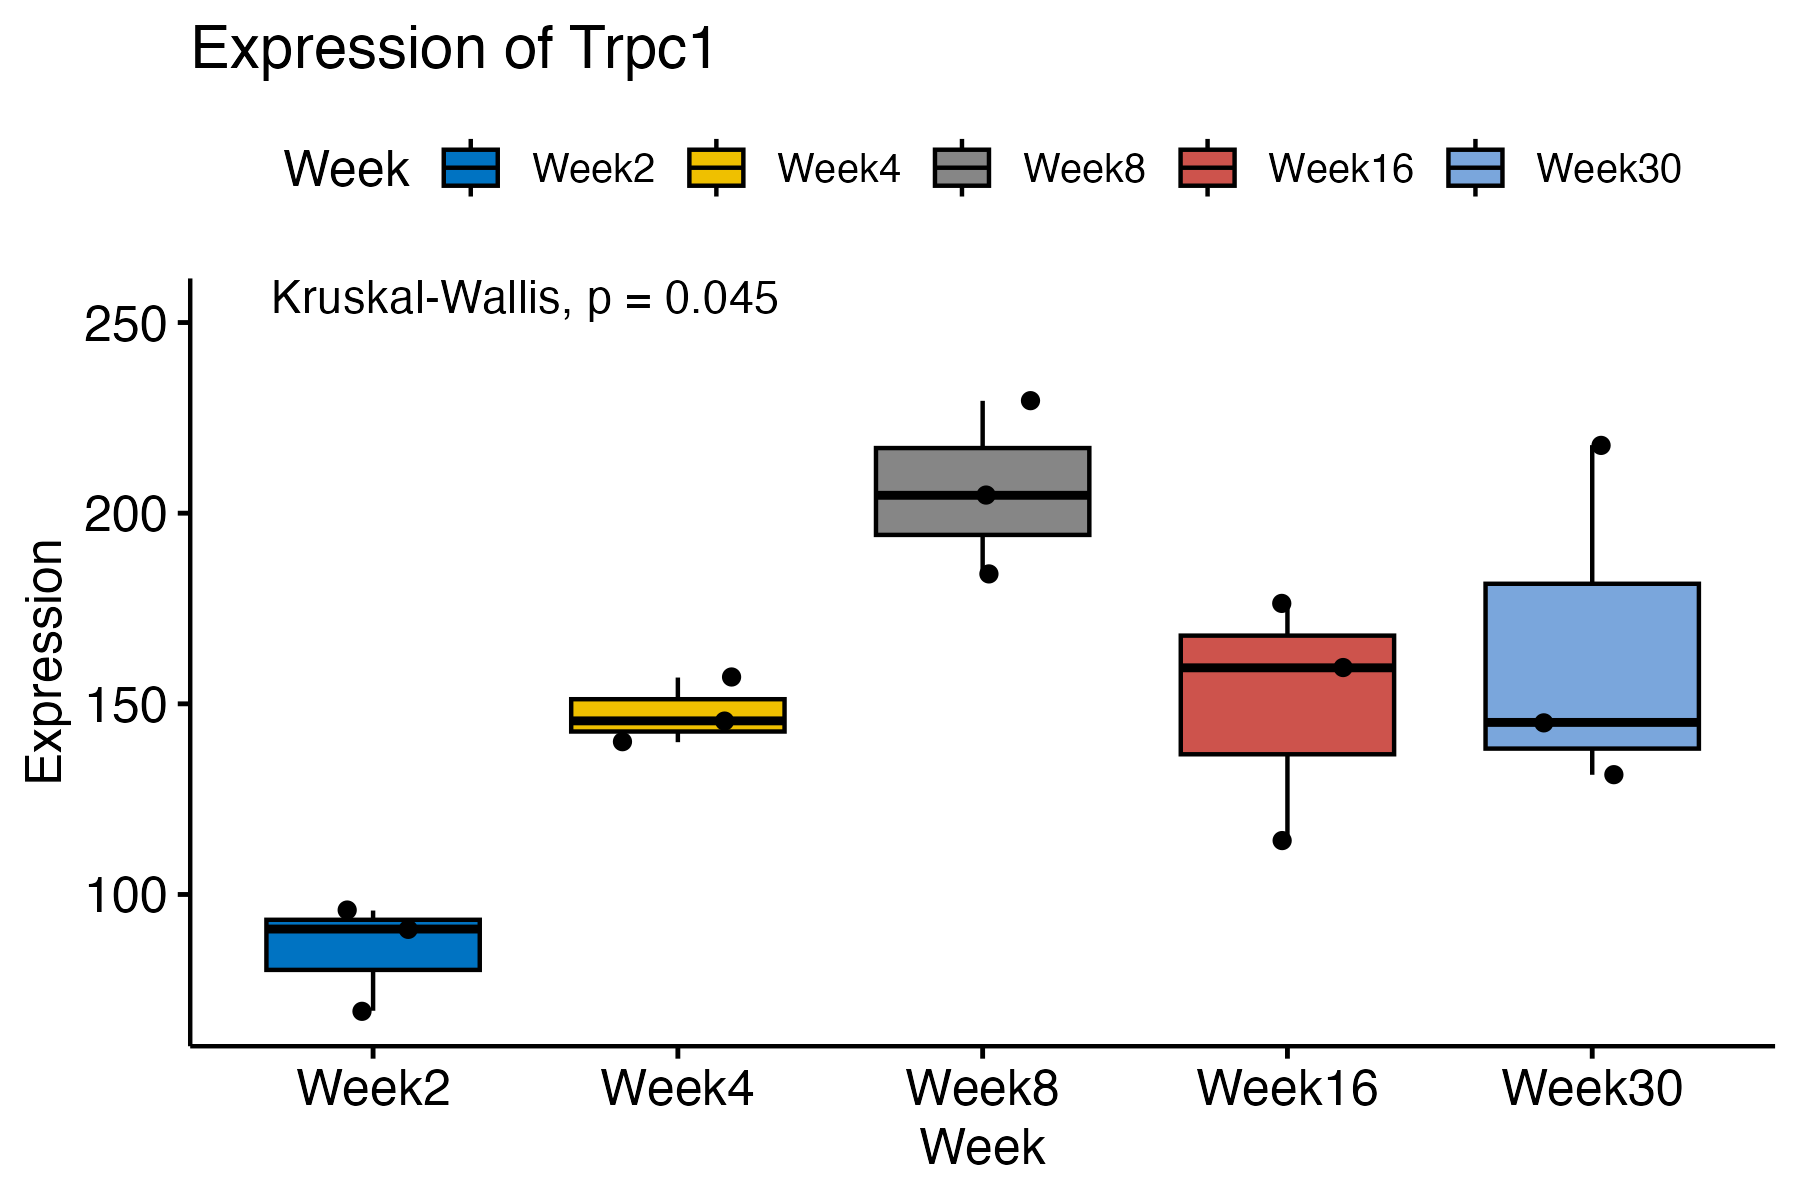 Expression of Trpc1
Week Week2 Week4 Week8 Week16 Week30
Kruskal-Wallis, p = 0.045
250
200
150
100
Expression
Week2 Week4 Week8 Week16 Week30
Week